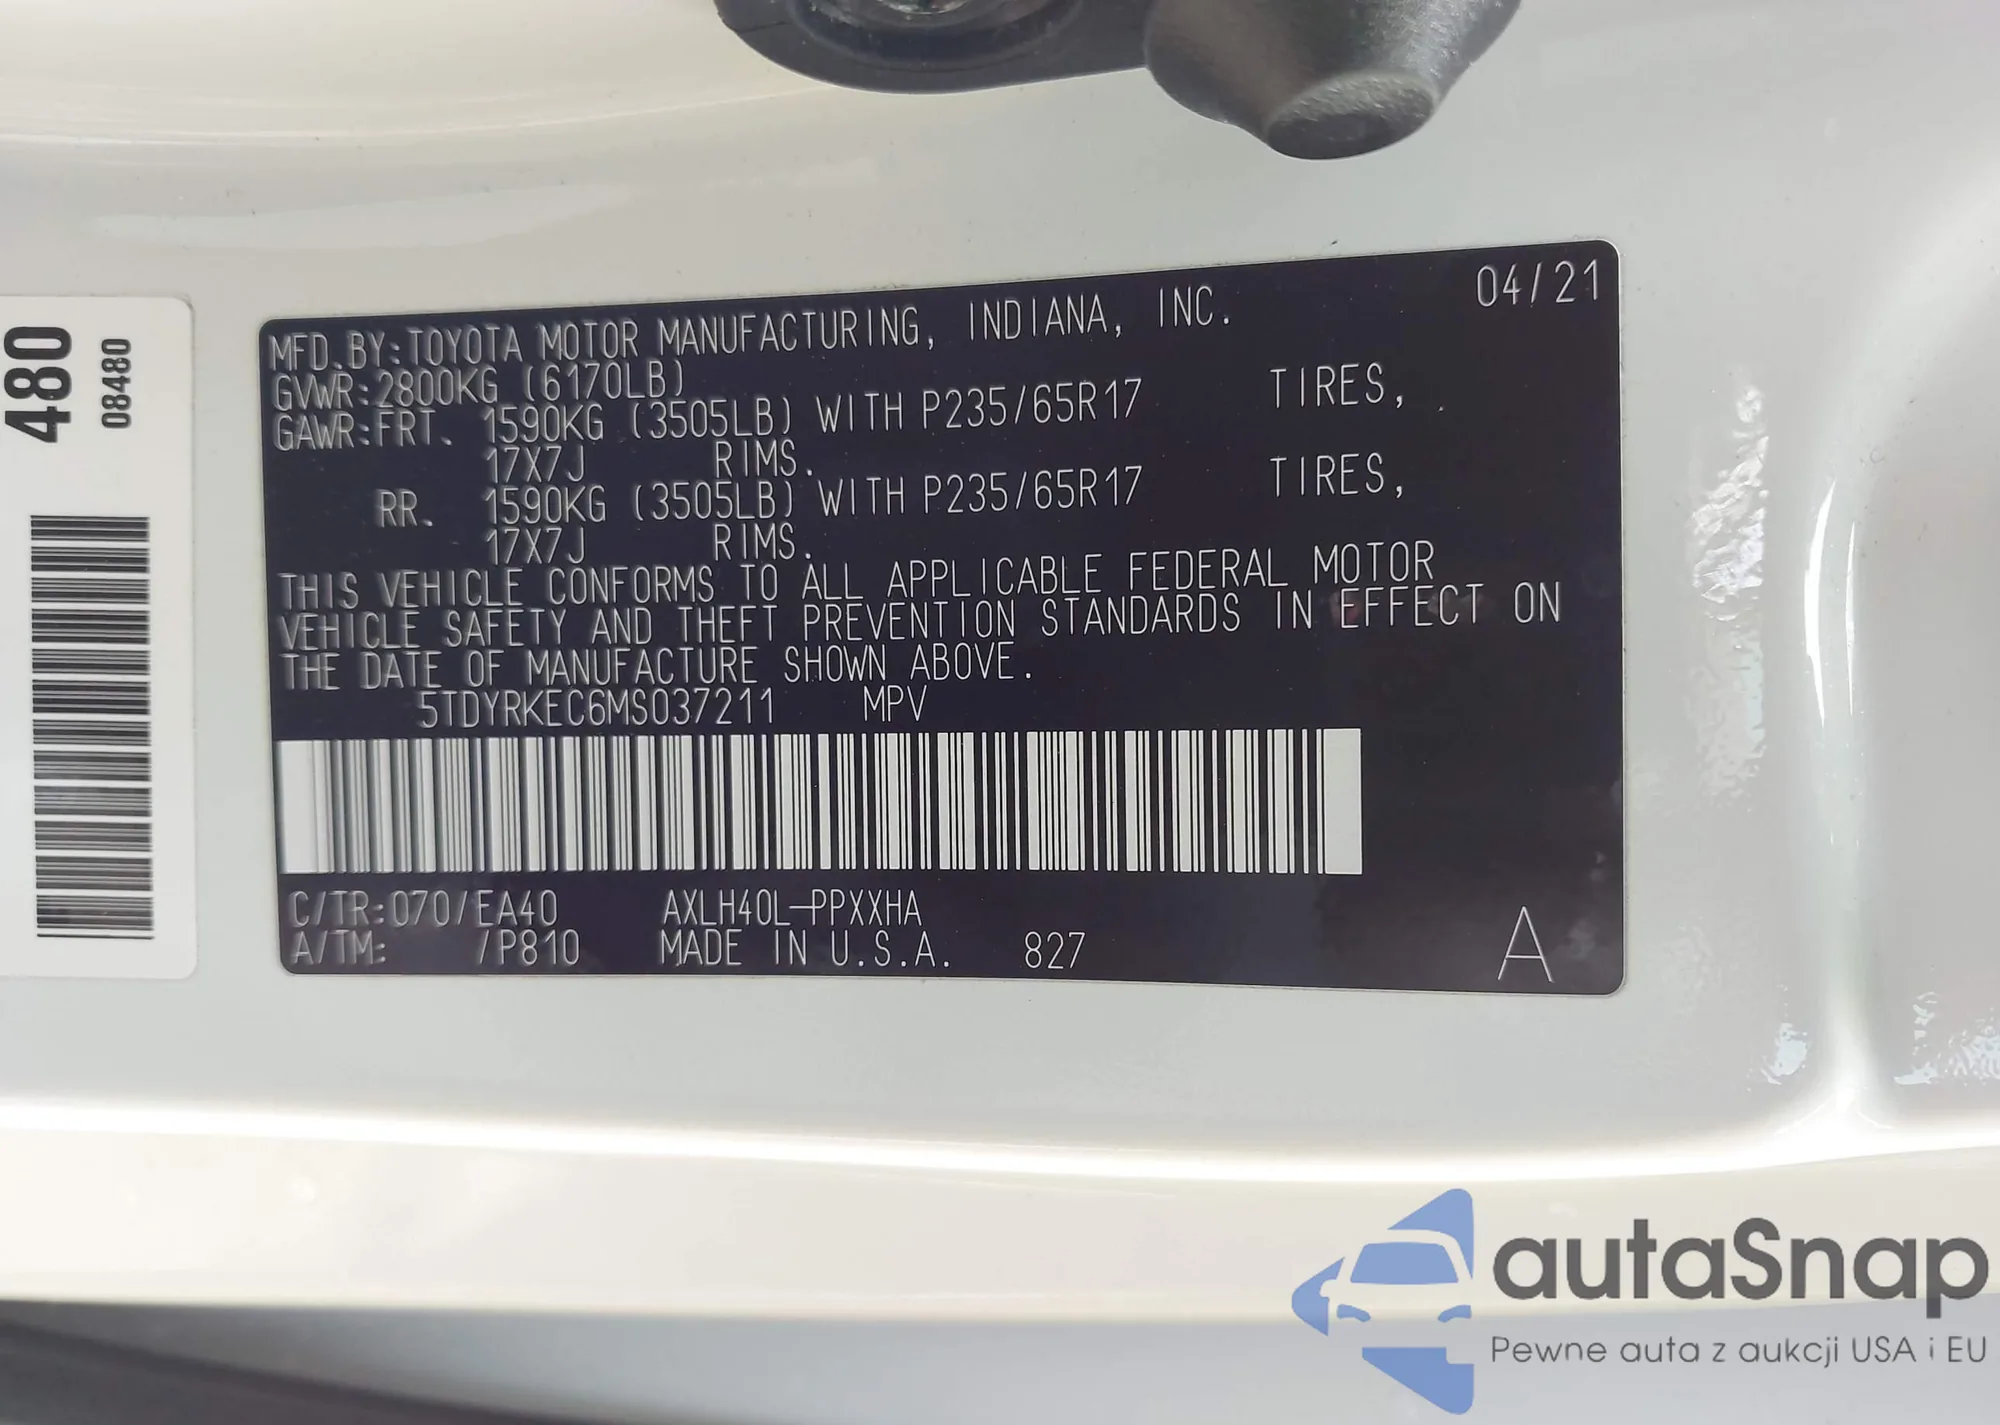 480
08480
04/21
MFD.BY:TOYOTA MOTOR MANUFACTURING, INDIANA, INC.
GVWR:2800KG (6170LB)
GAWR:FRT. 1590KG (3505LB) WITH P235/65R17 TIRES,
17X7J RIMS.
RR. 1590KG (3505LB) WITH P235/65R17 TIRES,
17X7J RIMS.
THIS VEHICLE CONFORMS TO ALL APPLICABLE FEDERAL MOTOR
VEHICLE SAFETY AND THEFT PREVENTION STANDARDS IN EFFECT ON
THE DATE OF MANUFACTURE SHOWN ABOVE.
5TDYRKEC6MS037211 MPV
C/TR:070/EA40 AXLH40L-PPXXHA
A/TM: /P810 MADE IN U.S.A. 827
A
autaSnap
Pewne auta z aukcji USA i EU